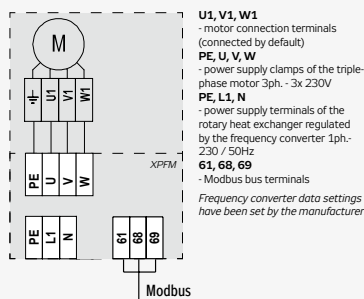 M
U1
V1
W1
XPFM
PE
U
V
W
PE
L1
N
61
68
69
Modbus
U1, V1, W1
- motor connection terminals
(connected by default)
PE, U, V, W
- power supply clamps of the triple-
phase motor 3ph. - 3x 230V
PE, L1, N
- power supply terminals of the
rotary heat exchanger regulated
by the frequency converter 1ph.-
230 / 50Hz
61, 68, 69
- Modbus bus terminals
Frequency converter data settings
have been set by the manufacturer